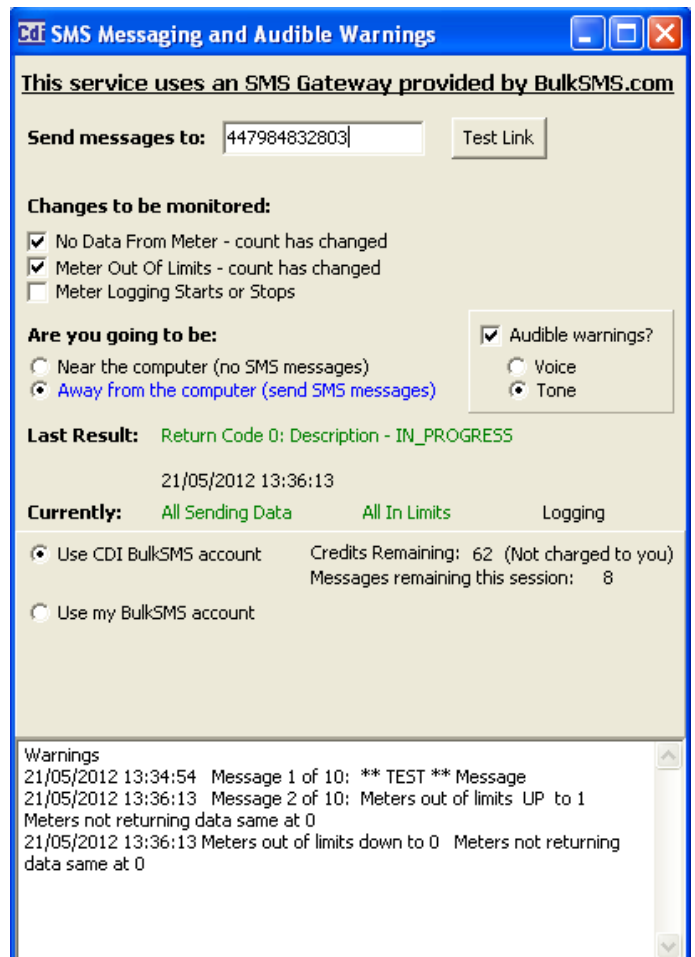 CdI SMS Messaging and Audible Warnings
This service uses an SMS Gateway provided by BulkSMS.com
Send messages to: 447984832803 Test Link
Changes to be monitored:
No Data From Meter - count has changed
Meter Out Of Limits - count has changed
Meter Logging Starts or Stops
Are you going to be:
Near the computer (no SMS messages)
Away from the computer (send SMS messages)
Audible warnings?
Voice
Tone
Last Result: Return Code 0: Description - IN_PROGRESS
21/05/2012 13:36:13
Currently: All Sending Data All In Limits Logging
Use CDI BulkSMS account Credits Remaining: 62 (Not charged to you)
Messages remaining this session: 8
Use my BulkSMS account
Warnings
21/05/2012 13:34:54 Message 1 of 10: ** TEST ** Message
21/05/2012 13:36:13 Message 2 of 10: Meters out of limits UP to 1
Meters not returning data same at 0
21/05/2012 13:36:13 Meters out of limits down to 0 Meters not returning
data same at 0